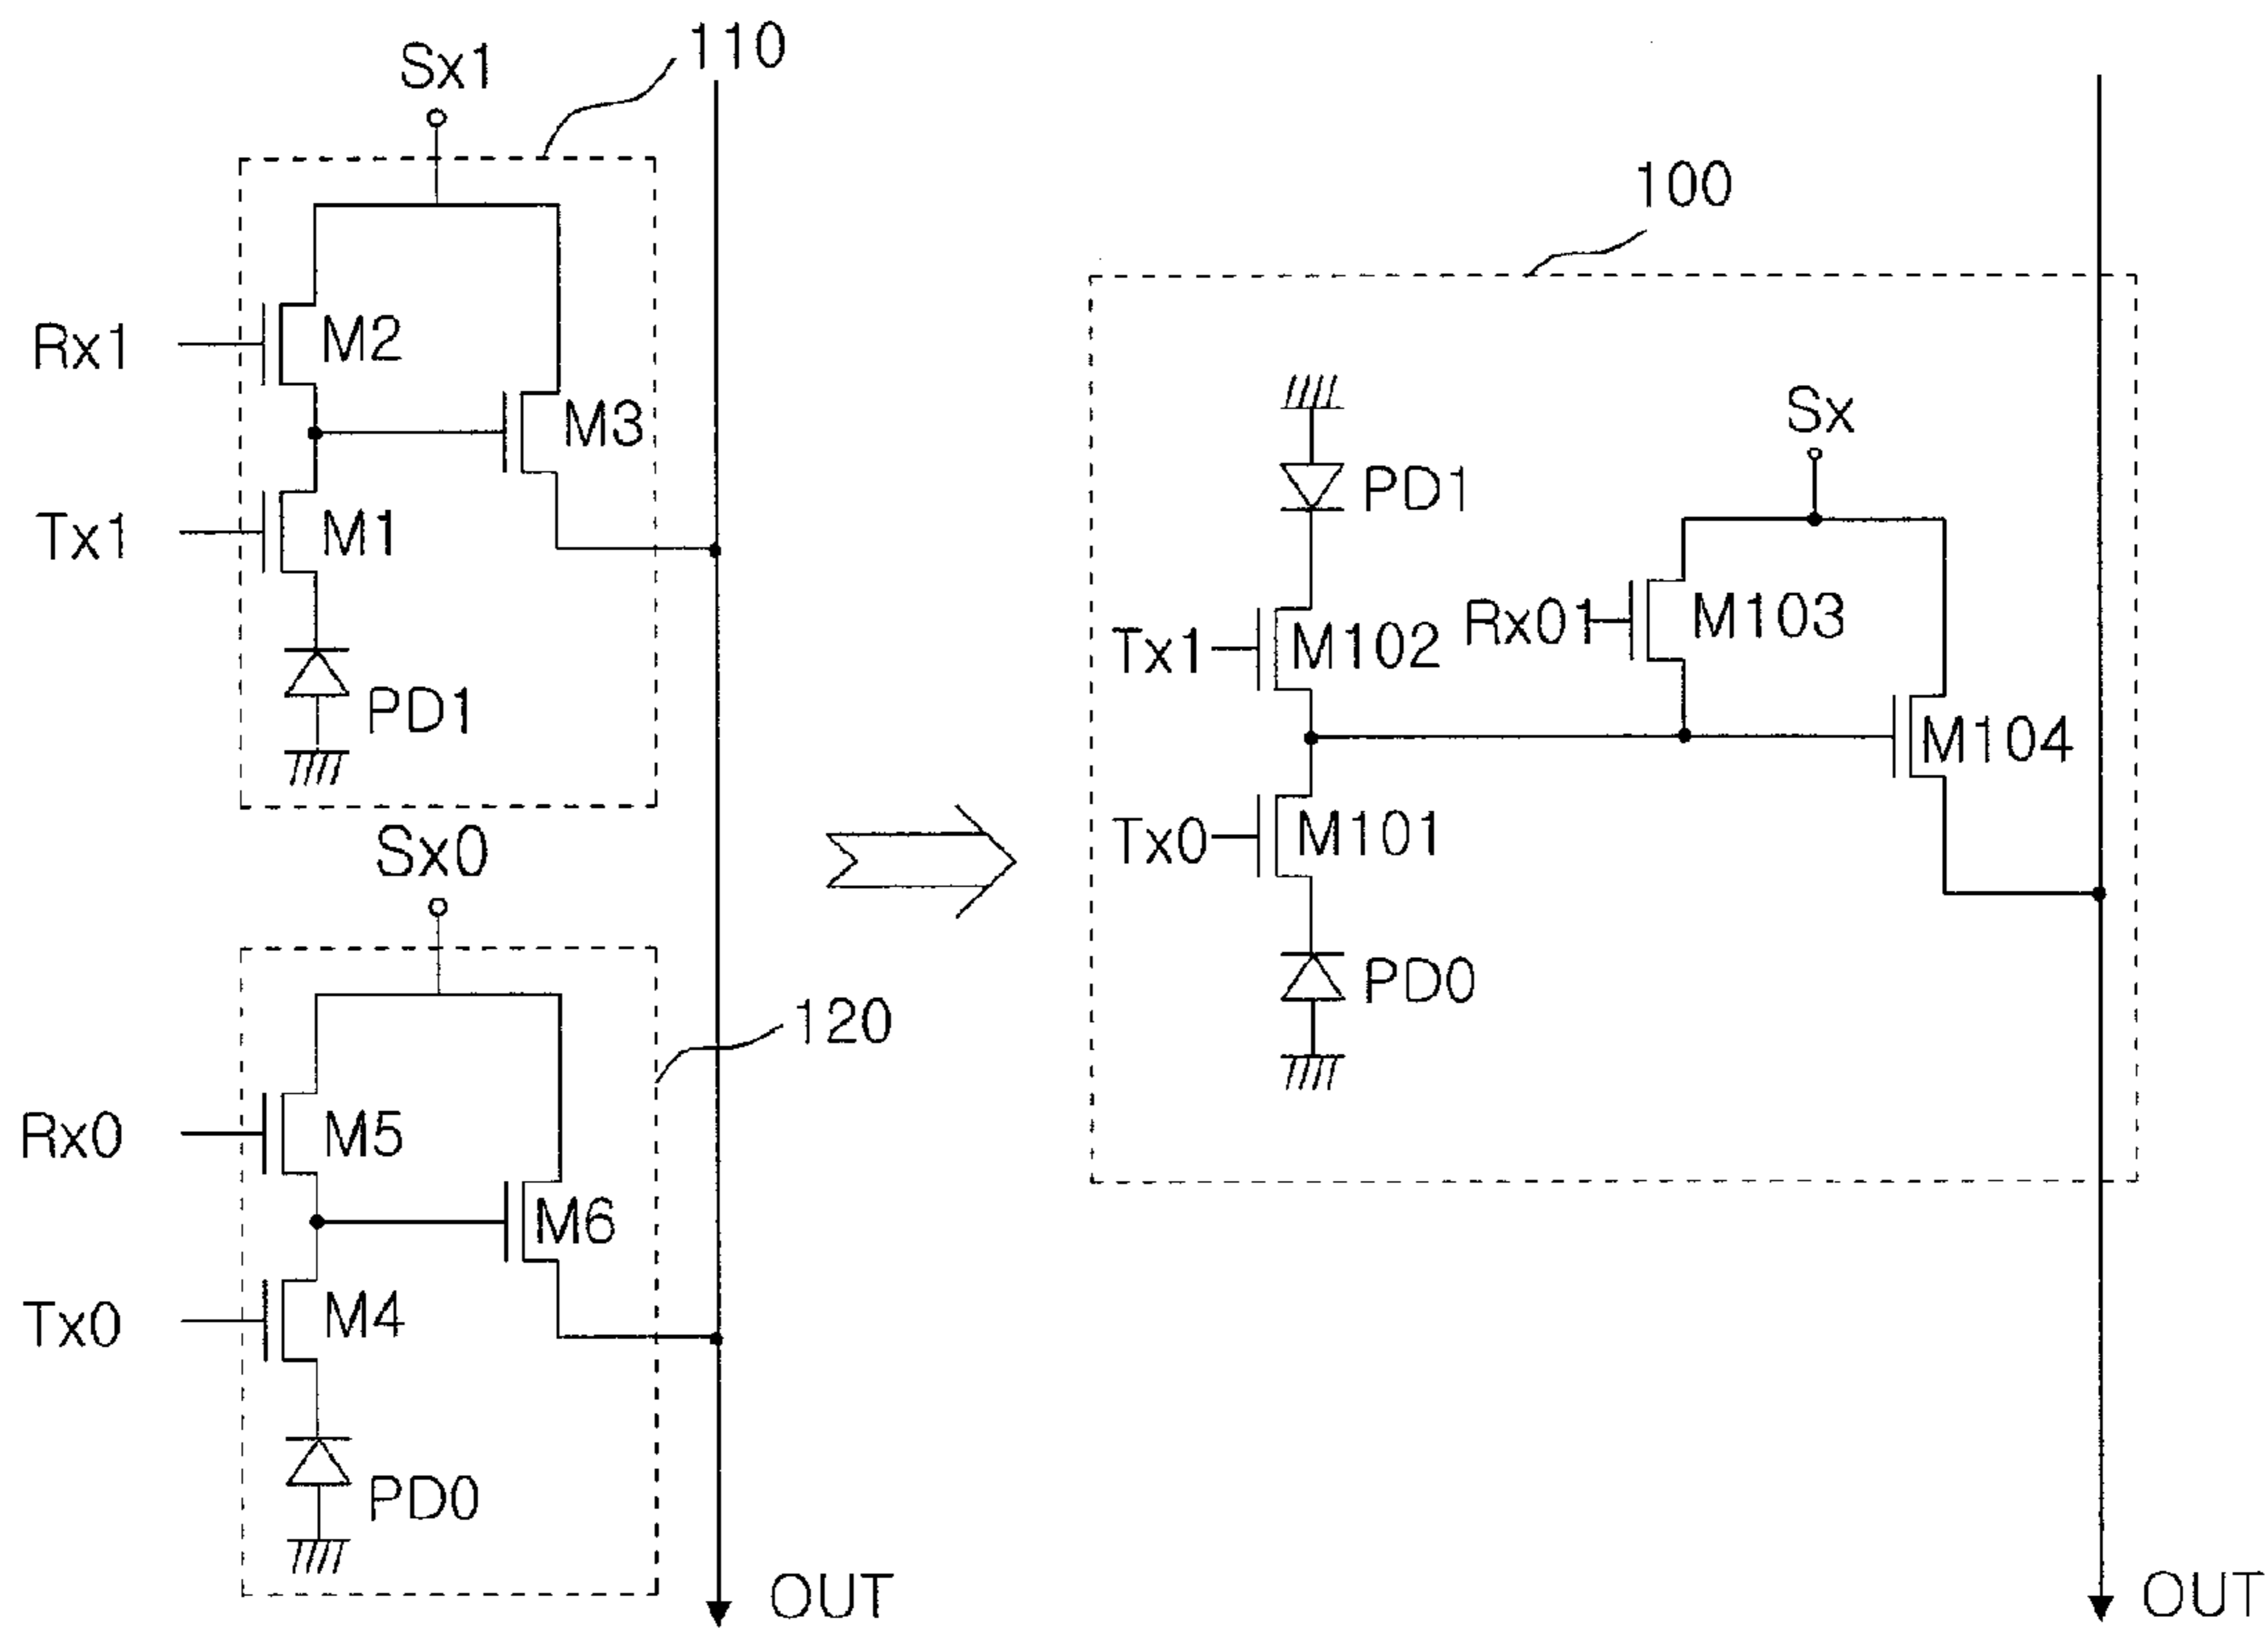 110
Sx1
Rx1
M2
M3
Tx1
M1
PD1
Sx0
120
Rx0
M5
M6
Tx0
M4
PD0
OUT
100
PD1
Sx
Tx1
M102
Rx01
M103
M104
Tx0
M101
PD0
OUT